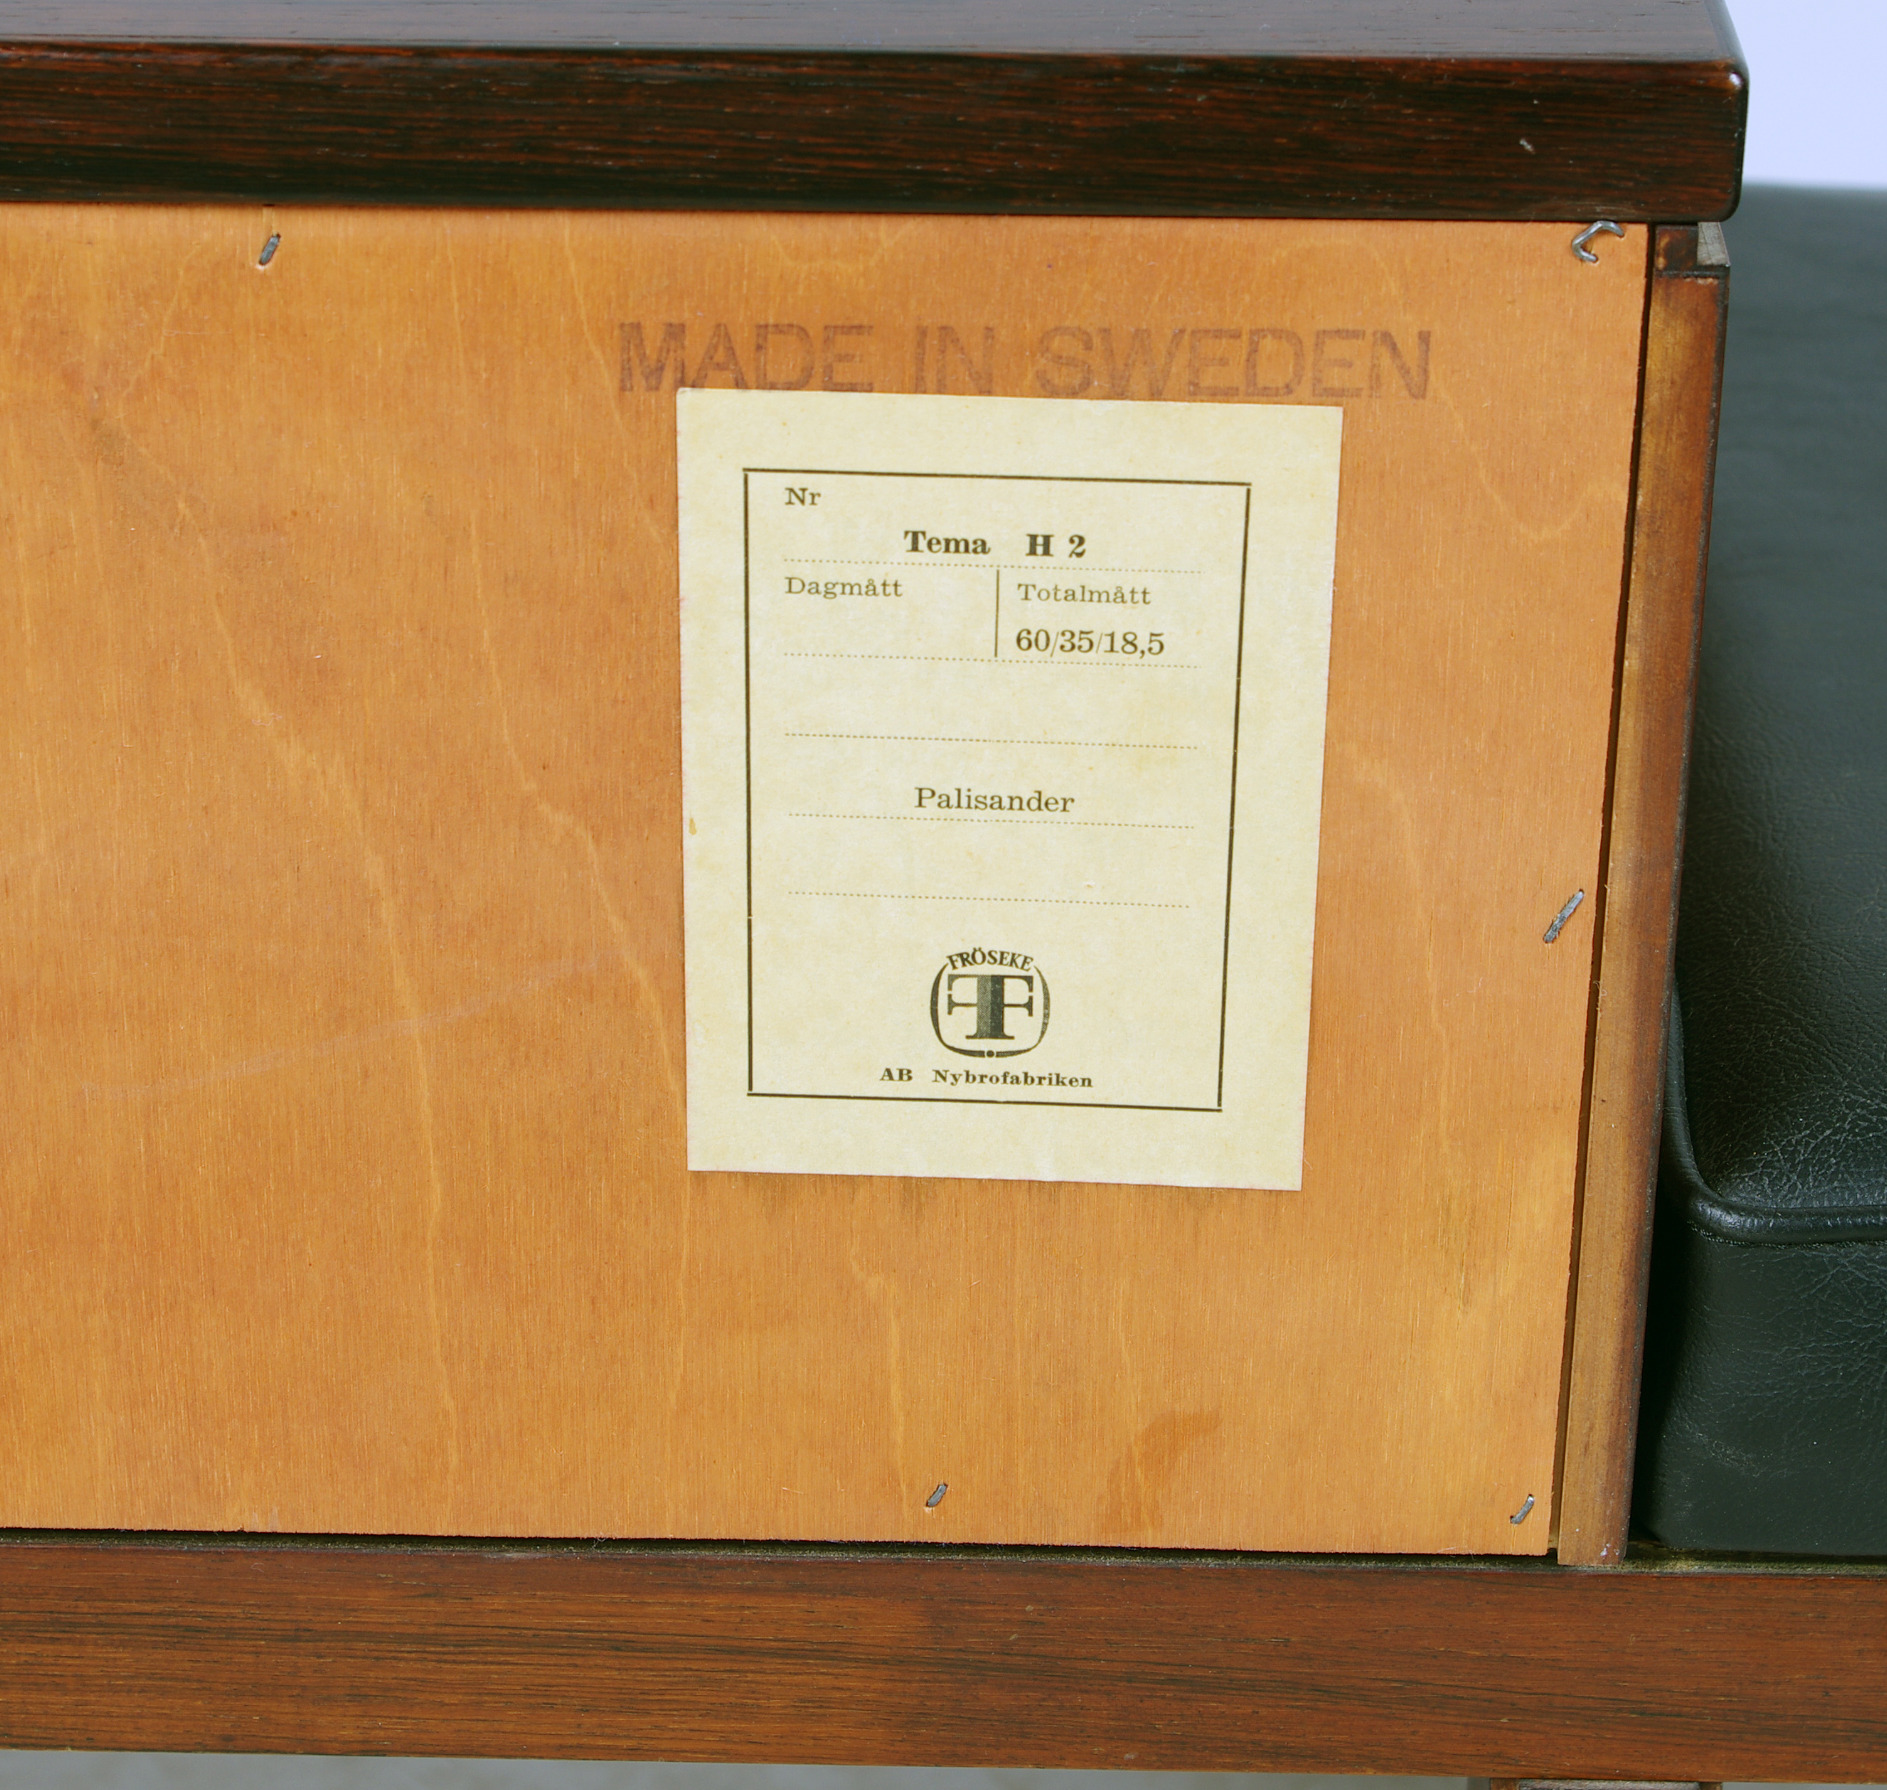 MADE IN SWEDEN
Nr
Tema H 2
Dagmått
Totalmått
60/35/18,5
Palisander
FRÖSEKE
F
AB Nybrofabriken